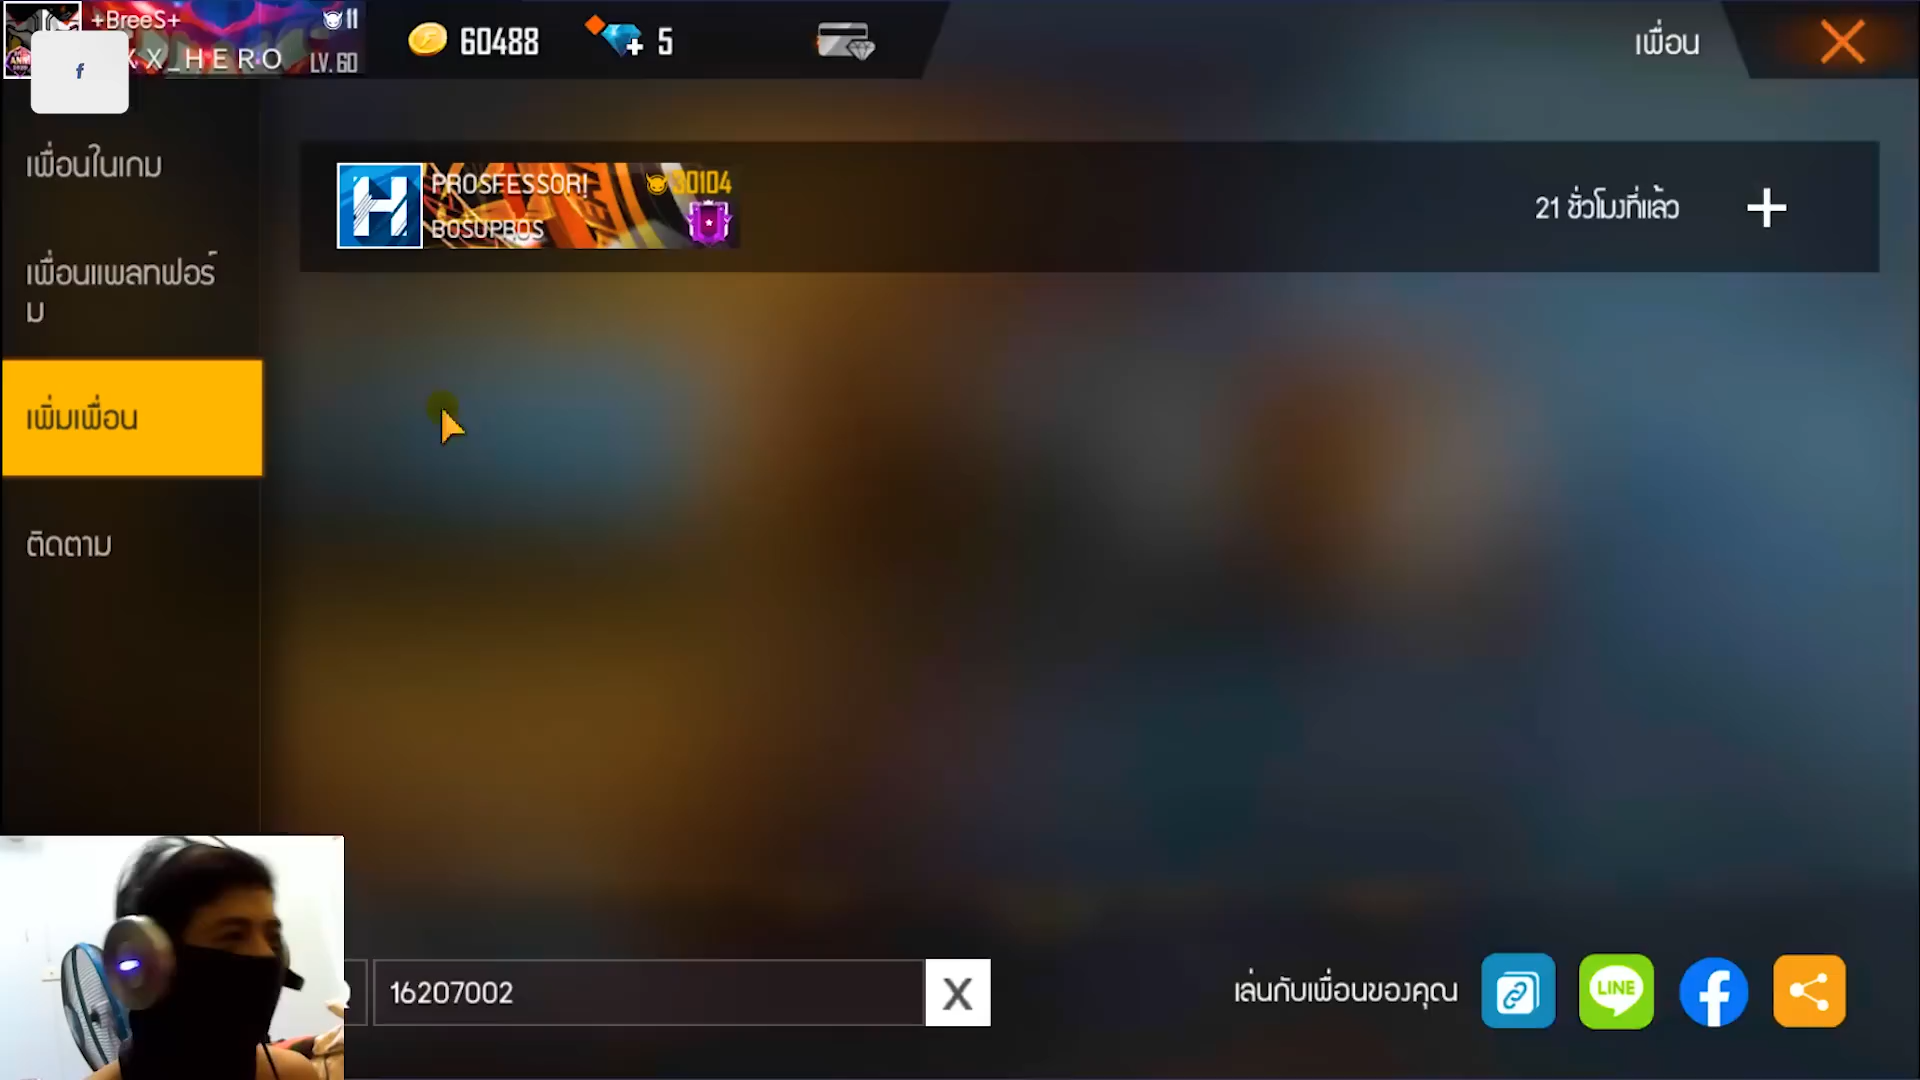 +BreeS+
11
X_HERO
LV. 60
60488
5
เพื่อน
f
เพื่อนในเกม
เพื่อนแพลทฟอร์
ม
เพิ่มเพื่อน
ติดตาม
PROSFESSOR!
30104
BOSUPROS
21 ชั่วโมงที่แล้ว
16207002
X
เล่นกับเพื่อนของคุณ
LINE